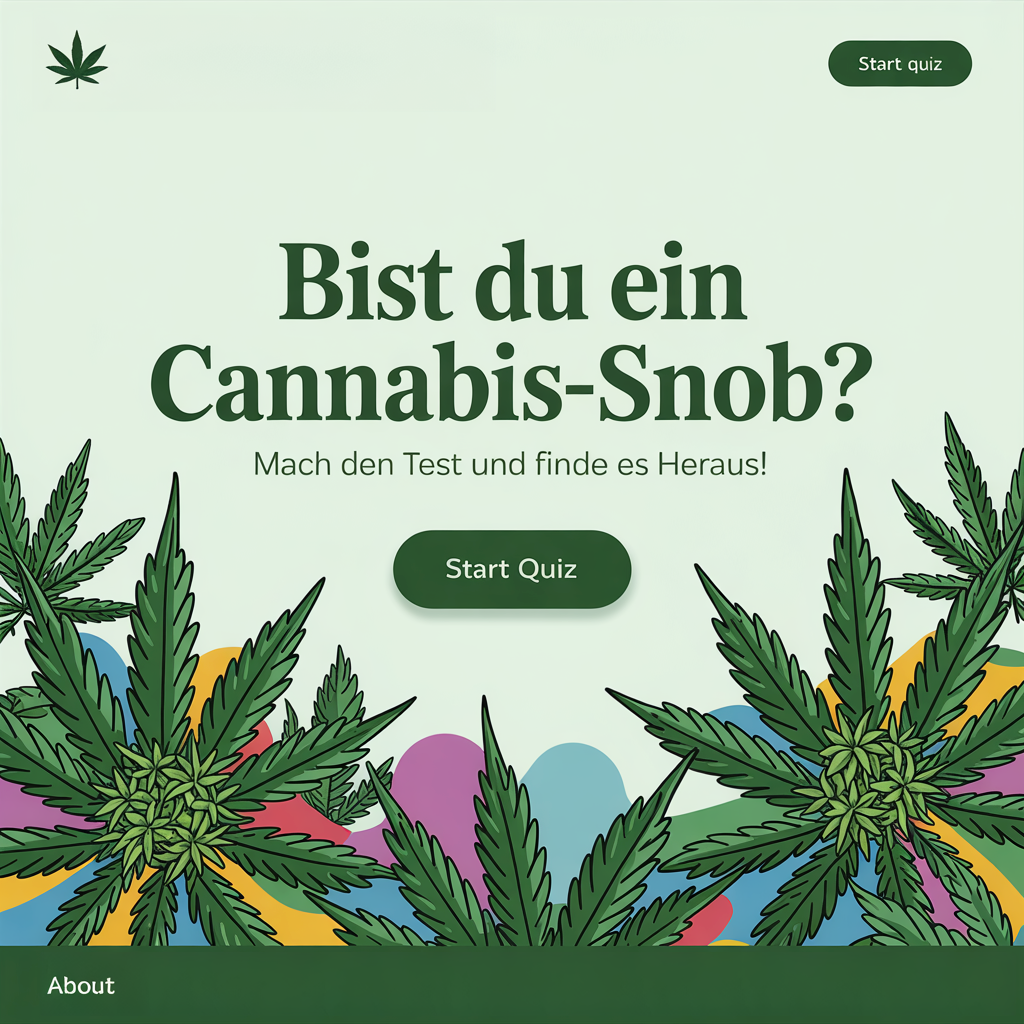 Start quiz
Bist du ein
Cannabis-Snob?
Mach den Test und finde es Heraus!
Start Quiz
About